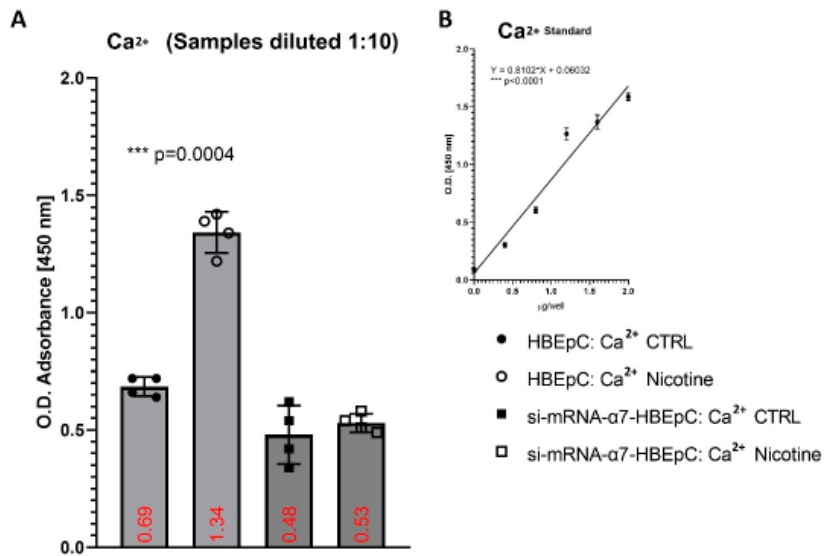 A
Ca²⁺ (Samples diluted 1:10)
O.D. Adsorbance [450 nm]
2.0
1.5
1.0
0.5
0.0
*** p=0.0004
0.69
1.34
0.48
0.53
B
Ca²⁺ Standard
Y = 0.8102*X + 0.06032
*** p<0.0001
O.D. [450 nm]
2.0
1.5
1.0
0.5
0.0
0.0 0.5 1.0 1.5 2.0
µg/well
HBEpC: Ca²⁺ CTRL
HBEpC: Ca²⁺ Nicotine
si-mRNA-α7-HBEpC: Ca²⁺ CTRL
si-mRNA-α7-HBEpC: Ca²⁺ Nicotine